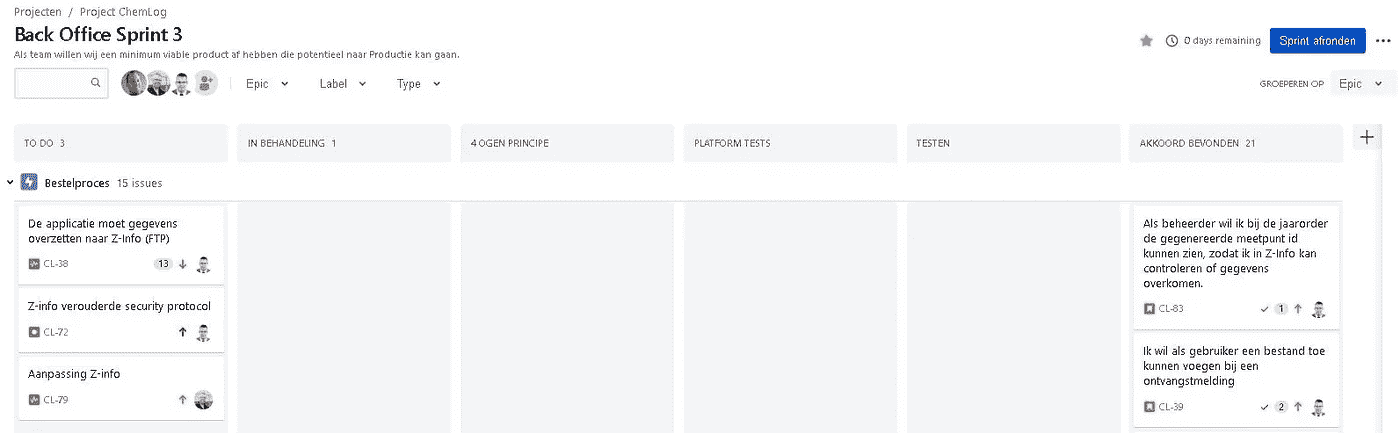 Projecten / Project ChemLog
Back Office Sprint 3
Als team willen wij een minimum viable product af hebben die potentieel naar Productie kan gaan.
0 days remaining
Sprint afronden
Epic
Label
Type
GROEPEREN OP
Epic
TO DO 3
IN BEHANDELING 1
4 OGEN PRINCIPE
PLATFORM TESTS
TESTEN
AKKOORD BEVONDEN 21
Bestelproces 15 issues
De applicatie moet gegevens
overzetten naar Z-Info (FTP)
CL-38
13
Z-info verouderde security protocol
CL-72
Aanpassing Z-info
CL-79
Als beheerder wil ik bij de jaarorder
de gegenereerde meetpunt id
kunnen zien, zodat ik in Z-Info kan
controleren of gegevens
overkomen.
CL-83
1
Ik wil als gebruiker een bestand toe
kunnen voegen bij een
ontvangstmelding
CL-39
2